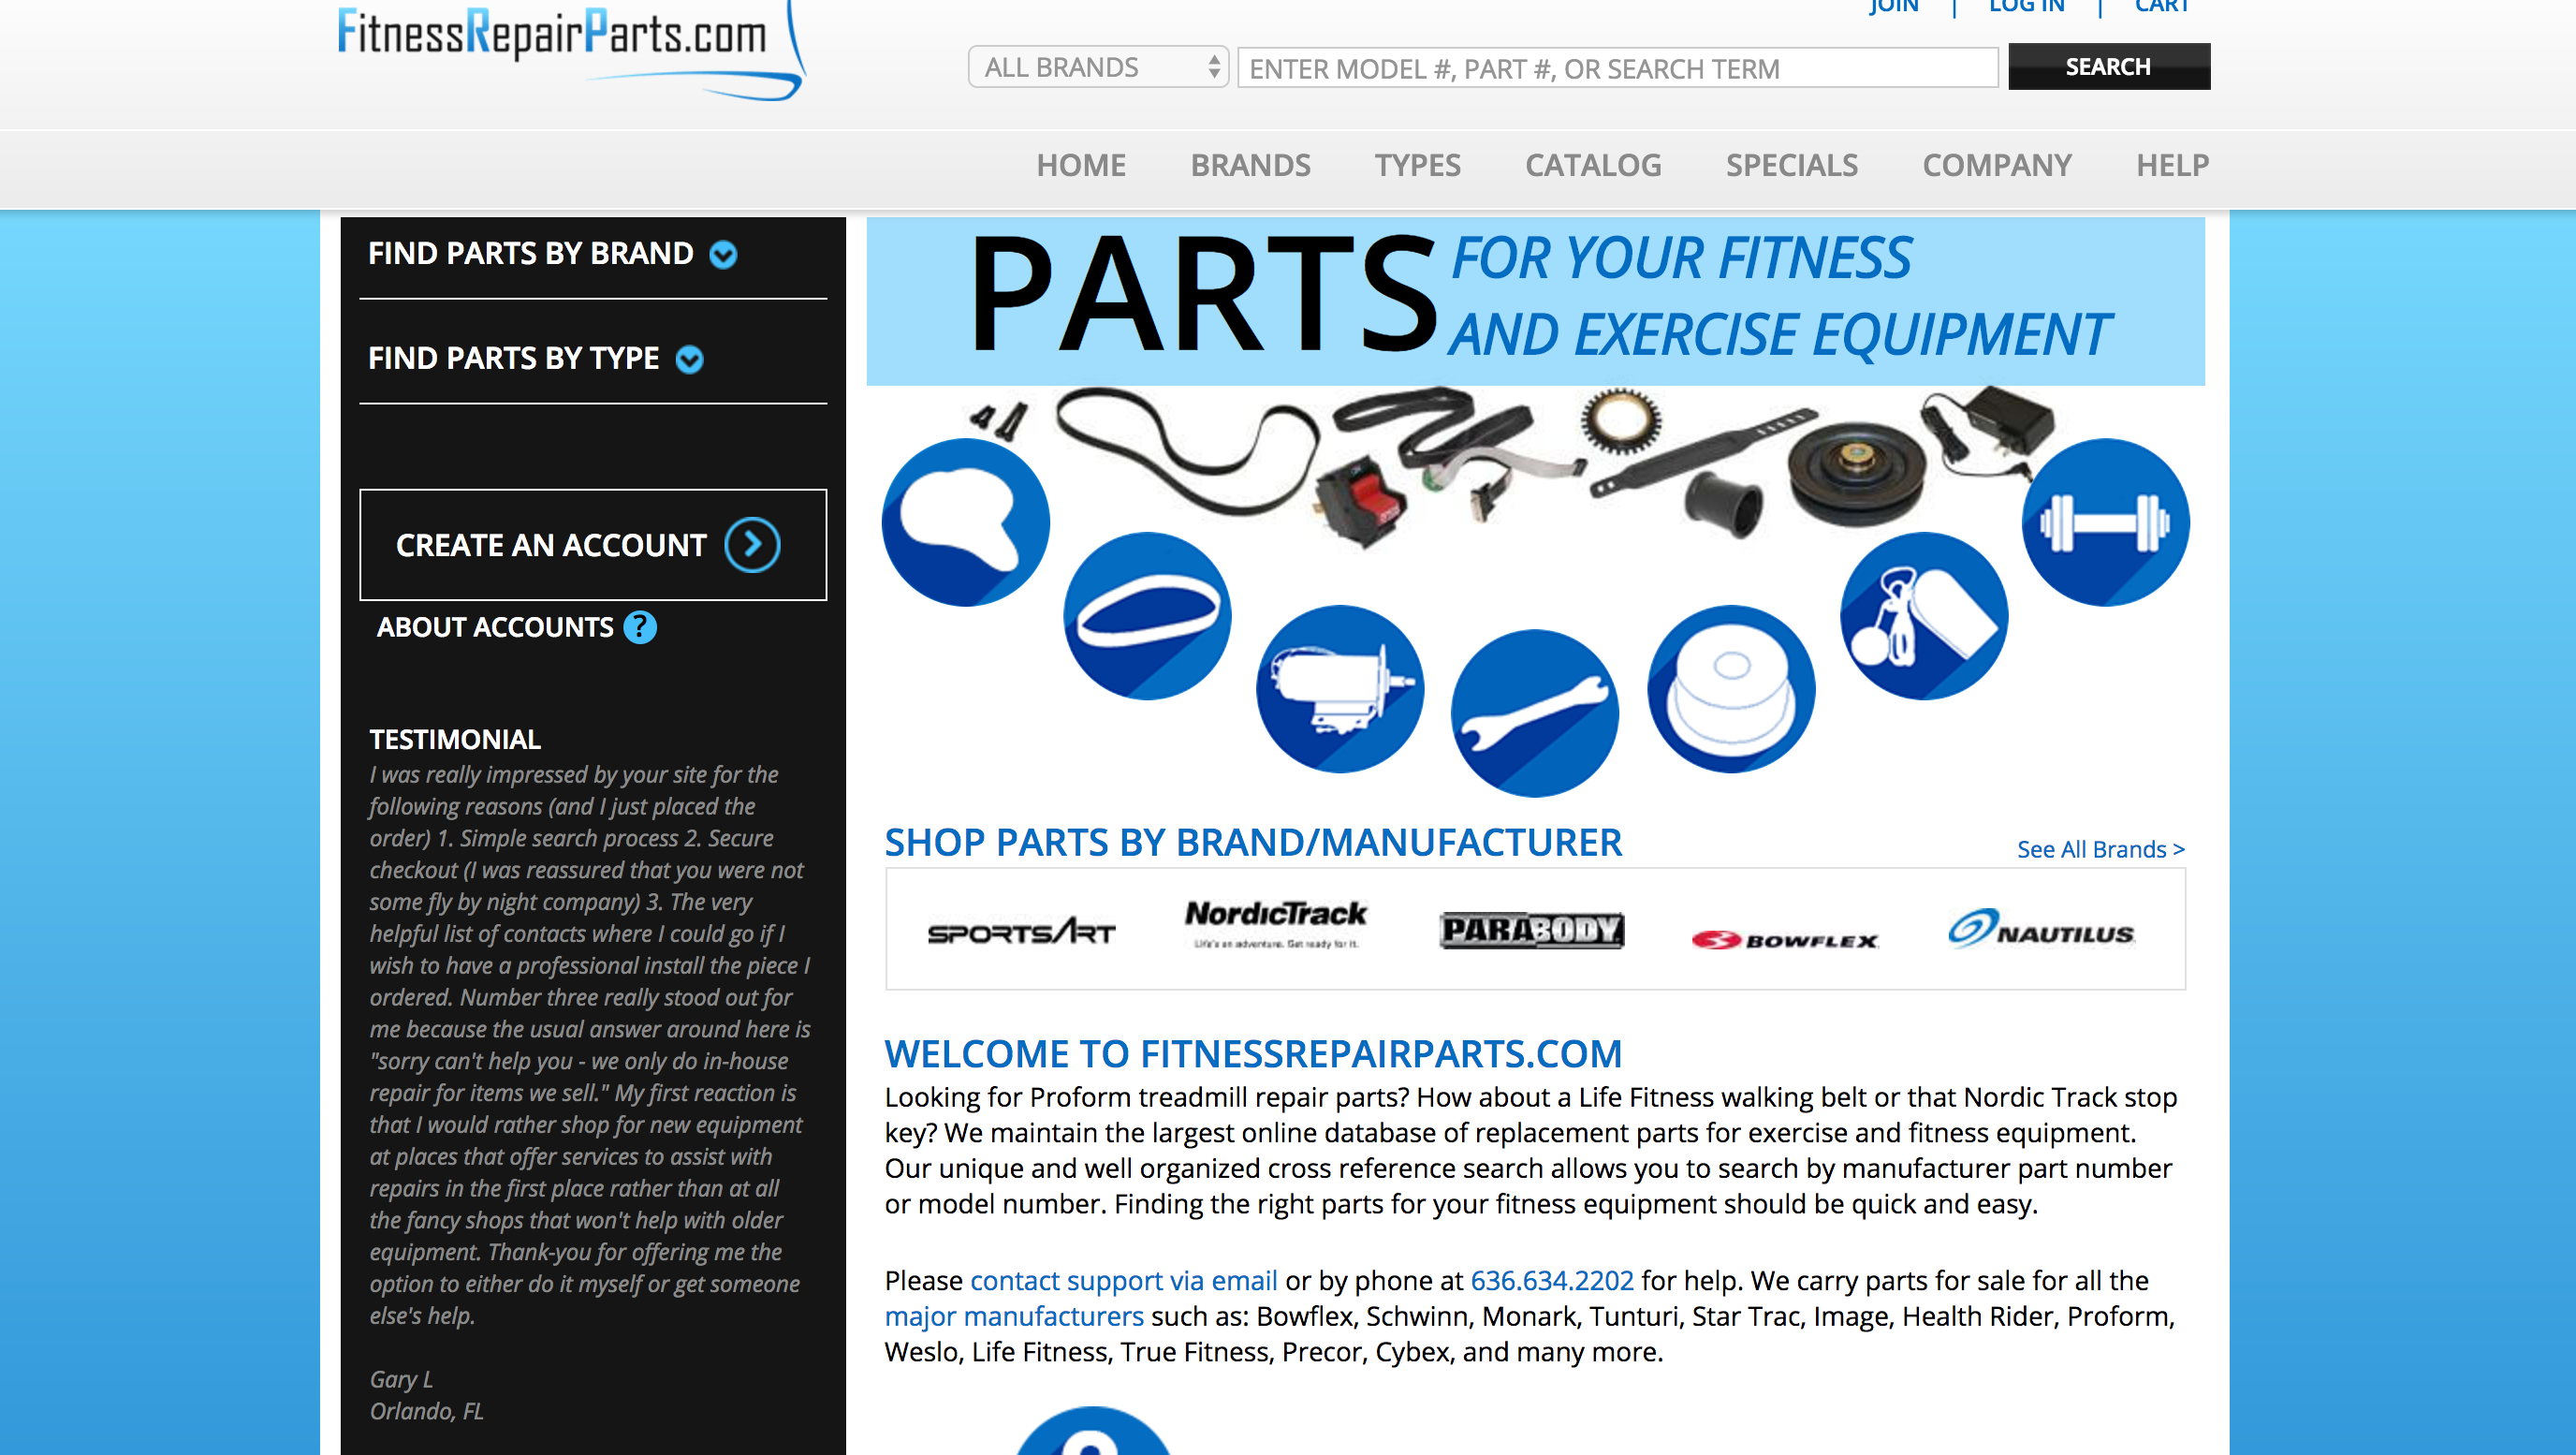 FitnessRepairParts.com
JOIN | LOG IN | CART
ALL BRANDS
ENTER MODEL #, PART #, OR SEARCH TERM
SEARCH
HOME BRANDS TYPES CATALOG SPECIALS COMPANY HELP
FIND PARTS BY BRAND
FIND PARTS BY TYPE
CREATE AN ACCOUNT
ABOUT ACCOUNTS ?
TESTIMONIAL
I was really impressed by your site for the
following reasons (and I just placed the
order) 1. Simple search process 2. Secure
checkout (I was reassured that you were not
some fly by night company) 3. The very
helpful list of contacts where I could go if I
wish to have a professional install the piece I
ordered. Number three really stood out for
me because the usual answer around here is
"sorry can't help you - we only do in-house
repair for items we sell." My first reaction is
that I would rather shop for new equipment
at places that offer services to assist with
repairs in the first place rather than at all
the fancy shops that won't help with older
equipment. Thank-you for offering me the
option to either do it myself or get someone
else's help.
Gary L
Orlando, FL
PARTS FOR YOUR FITNESS
AND EXERCISE EQUIPMENT
SHOP PARTS BY BRAND/MANUFACTURER
See All Brands >
SPORTSART
NordicTrack
Life's an adventure. Get ready for it.
PARABODY
BOWFLEX
NAUTILUS
WELCOME TO FITNESSREPAIRPARTS.COM
Looking for Proform treadmill repair parts? How about a Life Fitness walking belt or that Nordic Track stop
key? We maintain the largest online database of replacement parts for exercise and fitness equipment.
Our unique and well organized cross reference search allows you to search by manufacturer part number
or model number. Finding the right parts for your fitness equipment should be quick and easy.
Please contact support via email or by phone at 636.634.2202 for help. We carry parts for sale for all the
major manufacturers such as: Bowflex, Schwinn, Monark, Tunturi, Star Trac, Image, Health Rider, Proform,
Weslo, Life Fitness, True Fitness, Precor, Cybex, and many more.